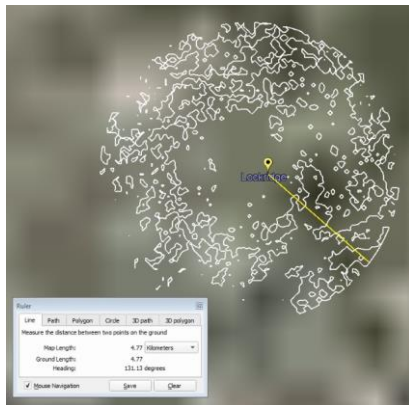 Ruler
Line Path Polygon Circle 3D path 3D polygon
Measure the distance between two points on the ground
Map Length: 4.77 Kilometers
Ground Length: 4.77
Heading: 131.13 degrees
Mouse Navigation Save Clear